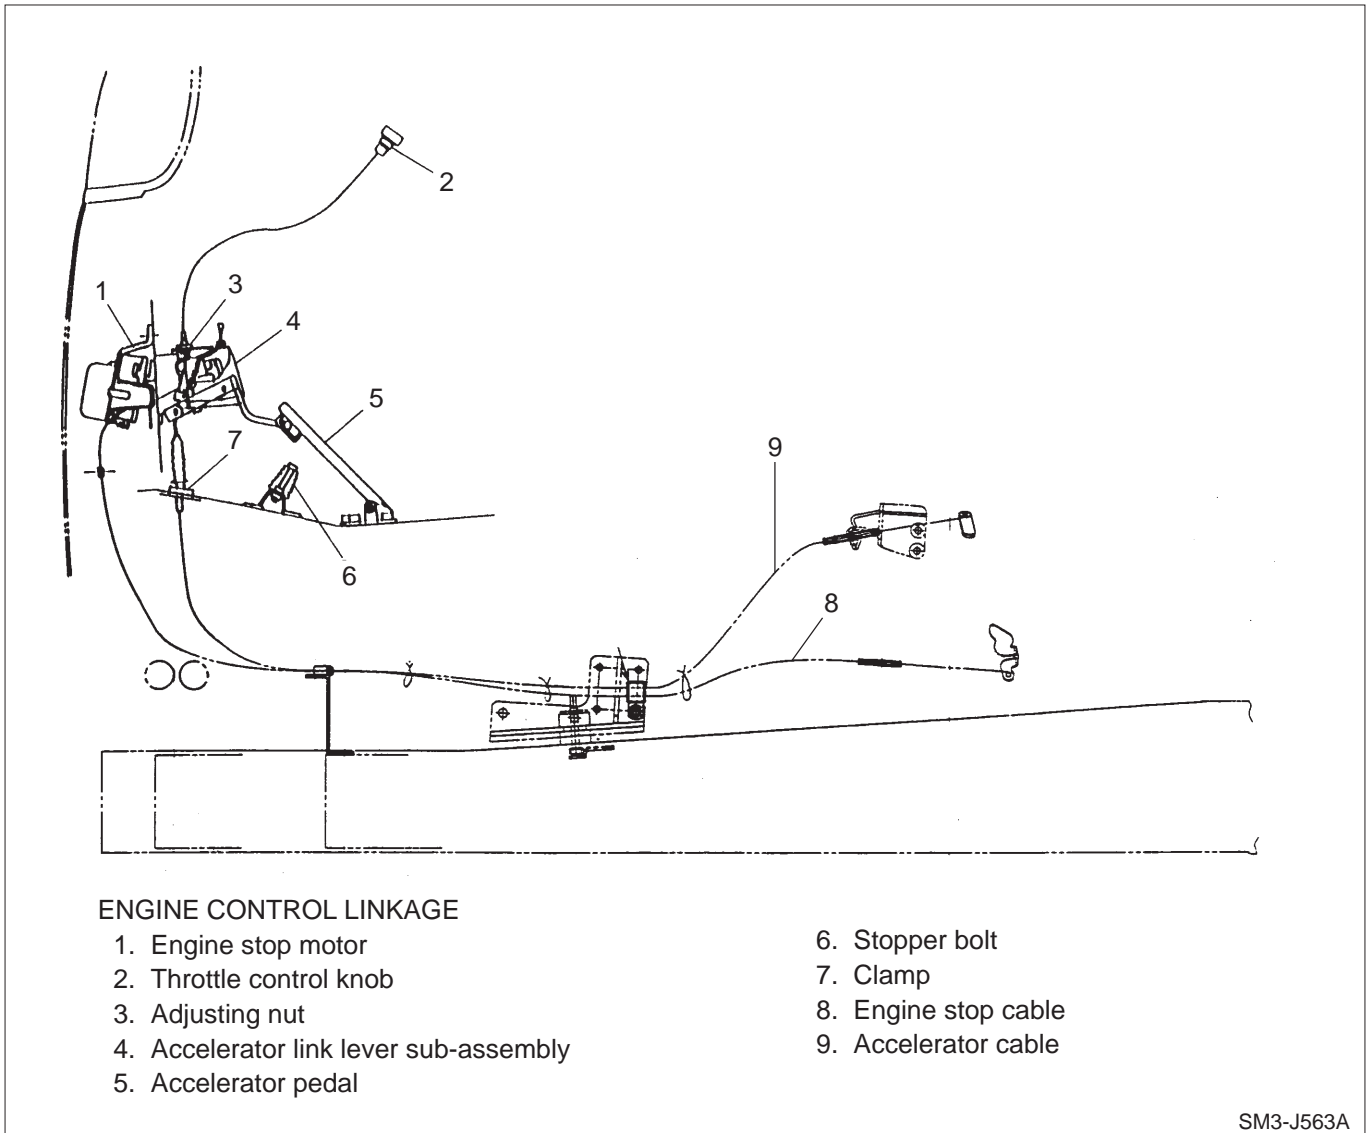 2
1
3
4
5
7
6
9
8
ENGINE CONTROL LINKAGE
1. Engine stop motor
2. Throttle control knob
3. Adjusting nut
4. Accelerator link lever sub-assembly
5. Accelerator pedal
6. Stopper bolt
7. Clamp
8. Engine stop cable
9. Accelerator cable
SM3-J563A